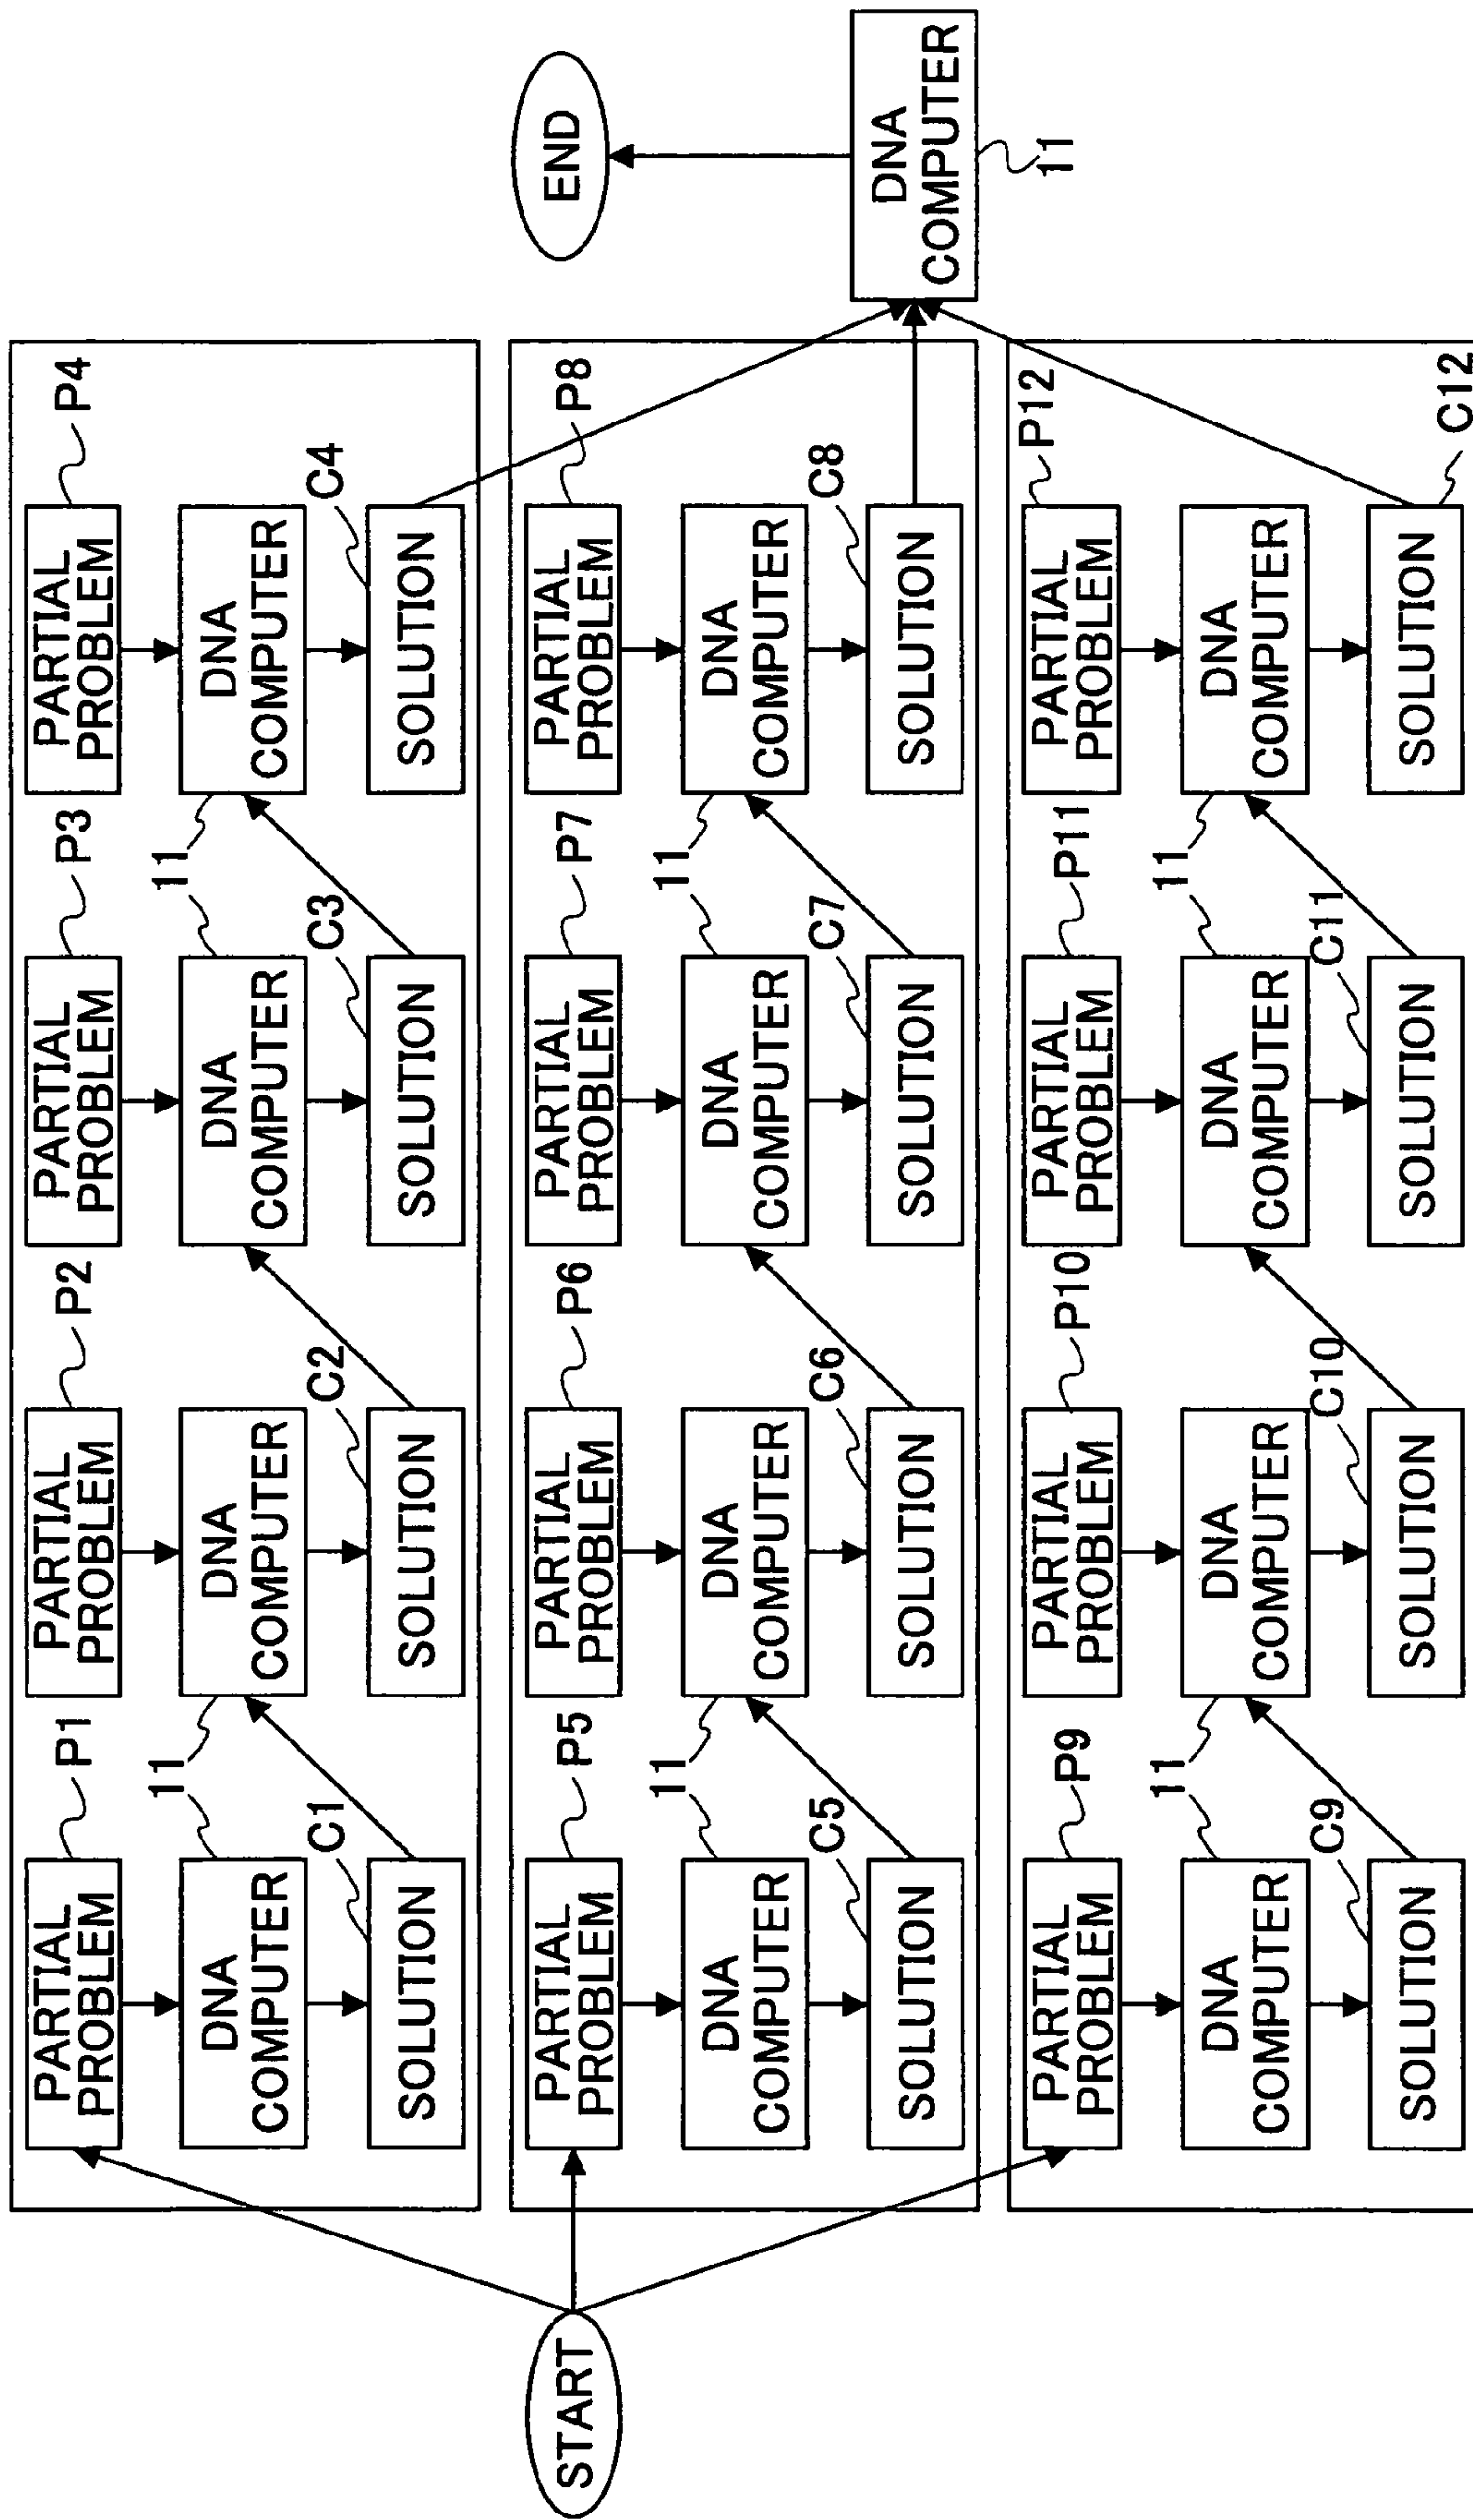 START
P1
PARTIAL
PROBLEM
11
DNA
COMPUTER
C1
SOLUTION
P2
PARTIAL
PROBLEM
DNA
COMPUTER
C2
SOLUTION
P3
PARTIAL
PROBLEM
11
DNA
COMPUTER
C3
SOLUTION
P4
PARTIAL
PROBLEM
DNA
COMPUTER
C4
SOLUTION
P5
PARTIAL
PROBLEM
11
DNA
COMPUTER
C5
SOLUTION
P6
PARTIAL
PROBLEM
DNA
COMPUTER
C6
SOLUTION
P7
PARTIAL
PROBLEM
11
DNA
COMPUTER
C7
SOLUTION
P8
PARTIAL
PROBLEM
DNA
COMPUTER
C8
SOLUTION
P9
PARTIAL
PROBLEM
11
DNA
COMPUTER
C9
SOLUTION
P10
PARTIAL
PROBLEM
DNA
COMPUTER
C10
SOLUTION
P11
PARTIAL
PROBLEM
11
DNA
COMPUTER
C11
SOLUTION
P12
PARTIAL
PROBLEM
DNA
COMPUTER
C12
SOLUTION
END
DNA
COMPUTER
11